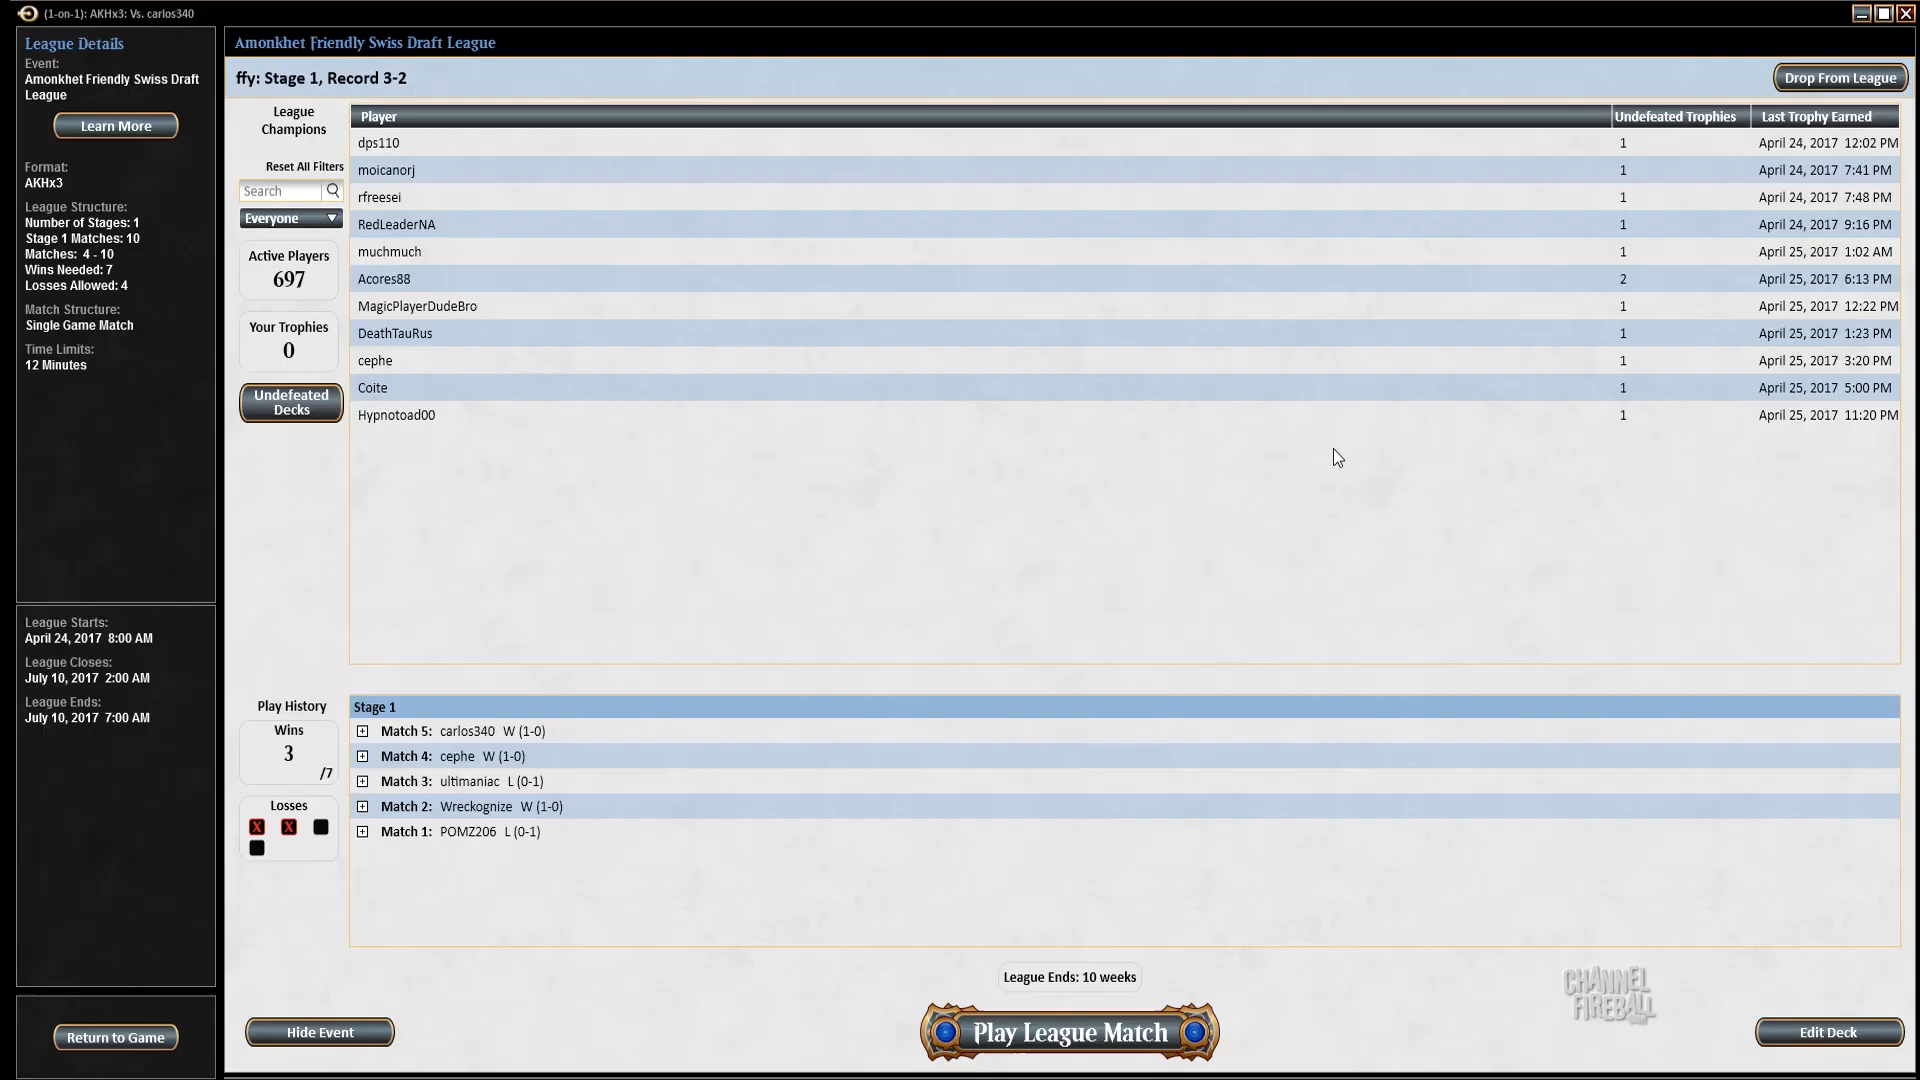 (1-on-1): AKHx3: Vs. carlos340
League Details
Event:
Amonkhet Friendly Swiss Draft
League
Learn More
Format:
AKHx3
League Structure:
Number of Stages: 1
Stage 1 Matches: 10
Matches: 4 - 10
Wins Needed: 7
Losses Allowed: 4
Match Structure:
Single Game Match
Time Limits:
12 Minutes
League Starts:
April 24, 2017 8:00 AM
League Closes:
July 10, 2017 2:00 AM
League Ends:
July 10, 2017 7:00 AM
Return to Game
Amonkhet Friendly Swiss Draft League
ffy: Stage 1, Record 3-2
Drop From League
League
Champions
Reset All Filters
Search
Everyone
Active Players
697
Your Trophies
0
Undefeated
Decks
Player Undefeated Trophies Last Trophy Earned
dps110 1 April 24, 2017 12:02 PM
moicanorj 1 April 24, 2017 7:41 PM
rfreesei 1 April 24, 2017 7:48 PM
RedLeaderNA 1 April 24, 2017 9:16 PM
muchmuch 1 April 25, 2017 1:02 AM
Acores88 2 April 25, 2017 6:13 PM
MagicPlayerDudeBro 1 April 25, 2017 12:22 PM
DeathTauRus 1 April 25, 2017 1:23 PM
cephe 1 April 25, 2017 3:20 PM
Coite 1 April 25, 2017 5:00 PM
Hypnotoad00 1 April 25, 2017 11:20 PM
Play History
Wins
3
/7
Losses
X X
Stage 1
Match 5: carlos340 W (1-0)
Match 4: cephe W (1-0)
Match 3: ultimaniac L (0-1)
Match 2: Wreckognize W (1-0)
Match 1: POMZ206 L (0-1)
League Ends: 10 weeks
Hide Event
Play League Match
CHANNEL
FIREBALL
Edit Deck